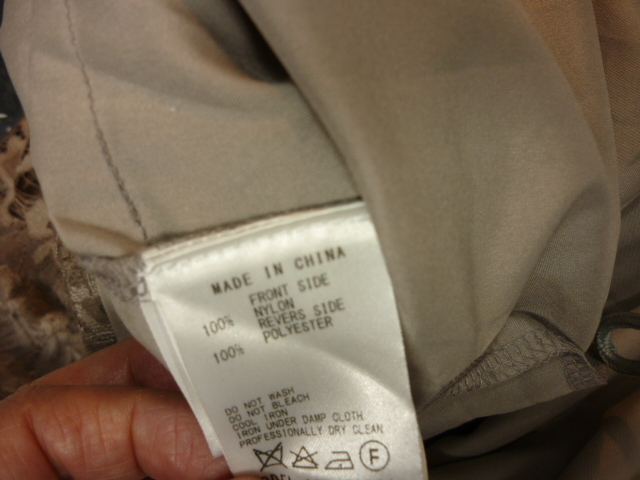 MADE IN CHINA
FRONT SIDE
100% NYLON
REVERS SIDE
100% POLYESTER
DO NOT WASH
DO NOT BLEACH
COOL IRON
IRON UNDER DAMP CLOTH
PROFESSIONALLY DRY CLEAN
F